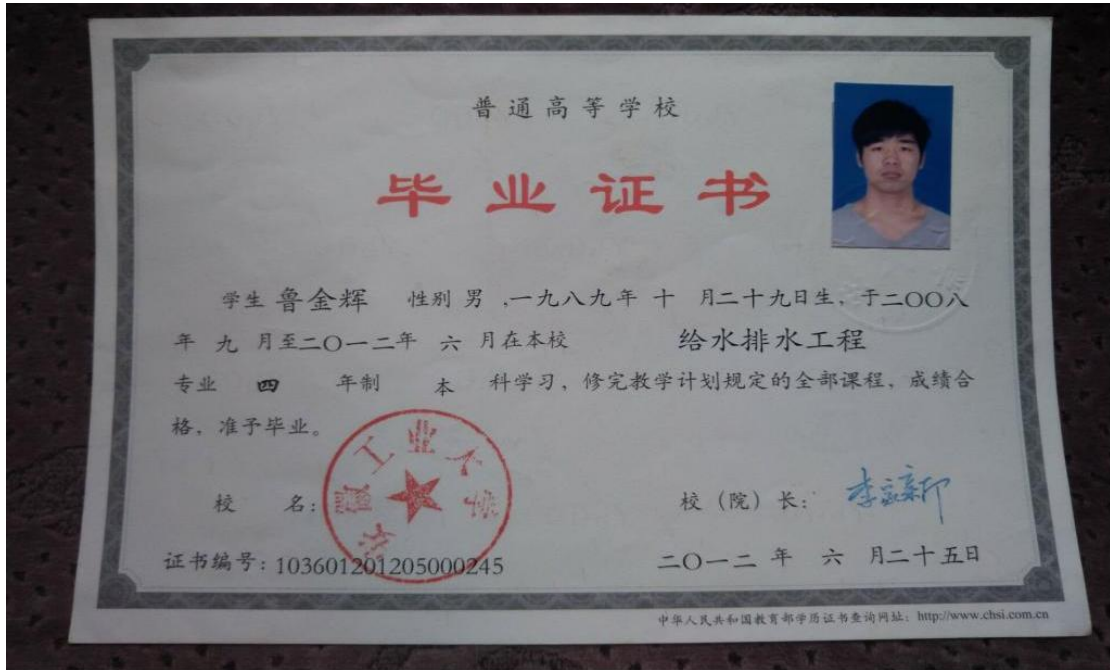 普通高等学校
毕业证书
学生 鲁金辉 性别 男 ,一九八九年 十 月二十九日生，于二〇〇八
年 九 月至二〇一二年 六 月在本校 给水排水工程
专业 四 年制 本 科学习，修完教学计划规定的全部课程，成绩合
格，准予毕业。
工业大学
校 名： 校（院）长：
证书编号：103601201205000245 二〇一二 年 六 月二十五日
中华人民共和国教育部学历证书查询网址：http://www.chsi.com.cn